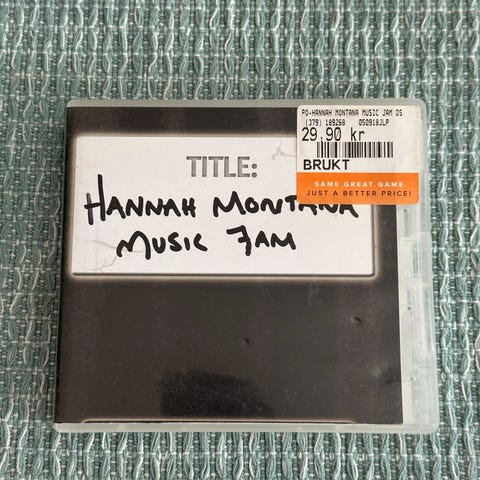 PO-HANNAH MONTANA MUSIC JAM DS
(379) 189268 050918JLP
29,90 kr
BRUKT
SAME GREAT GAME
JUST A BETTER PRICE!
TITLE:
HANNAH MONTANA
MUSIC JAM